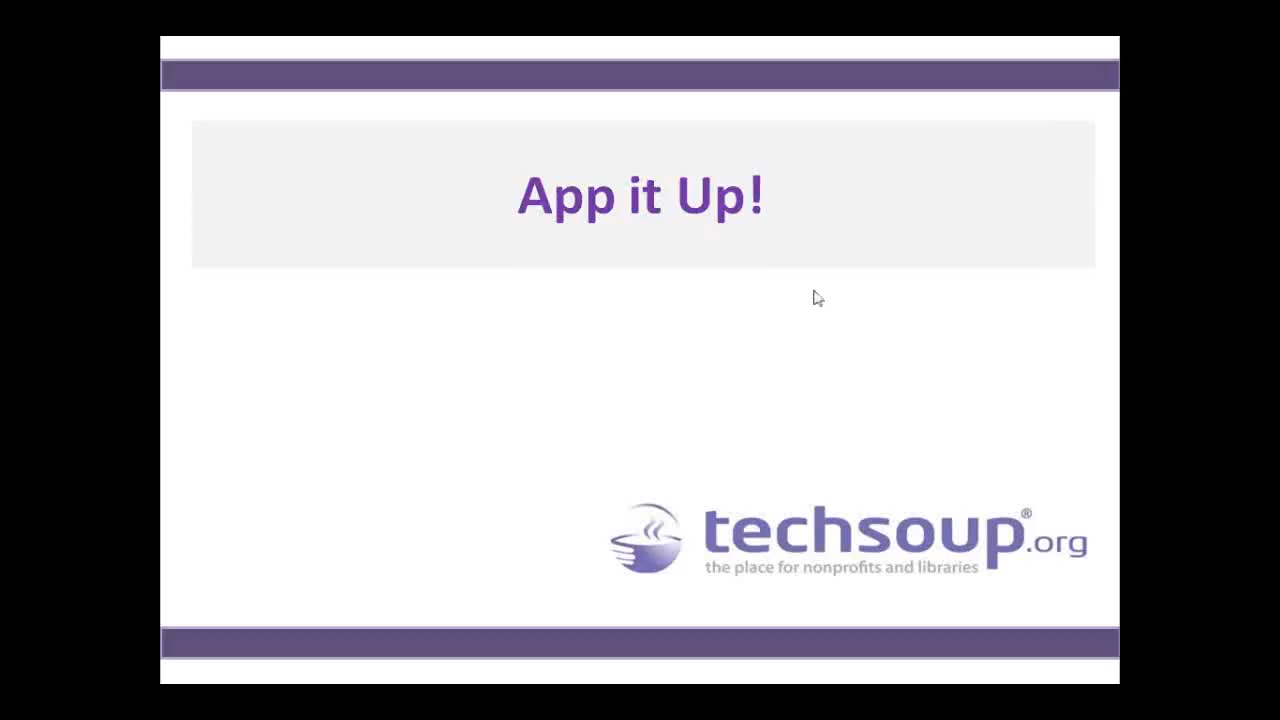 App it Up!
techsoup®.org
the place for nonprofits and libraries